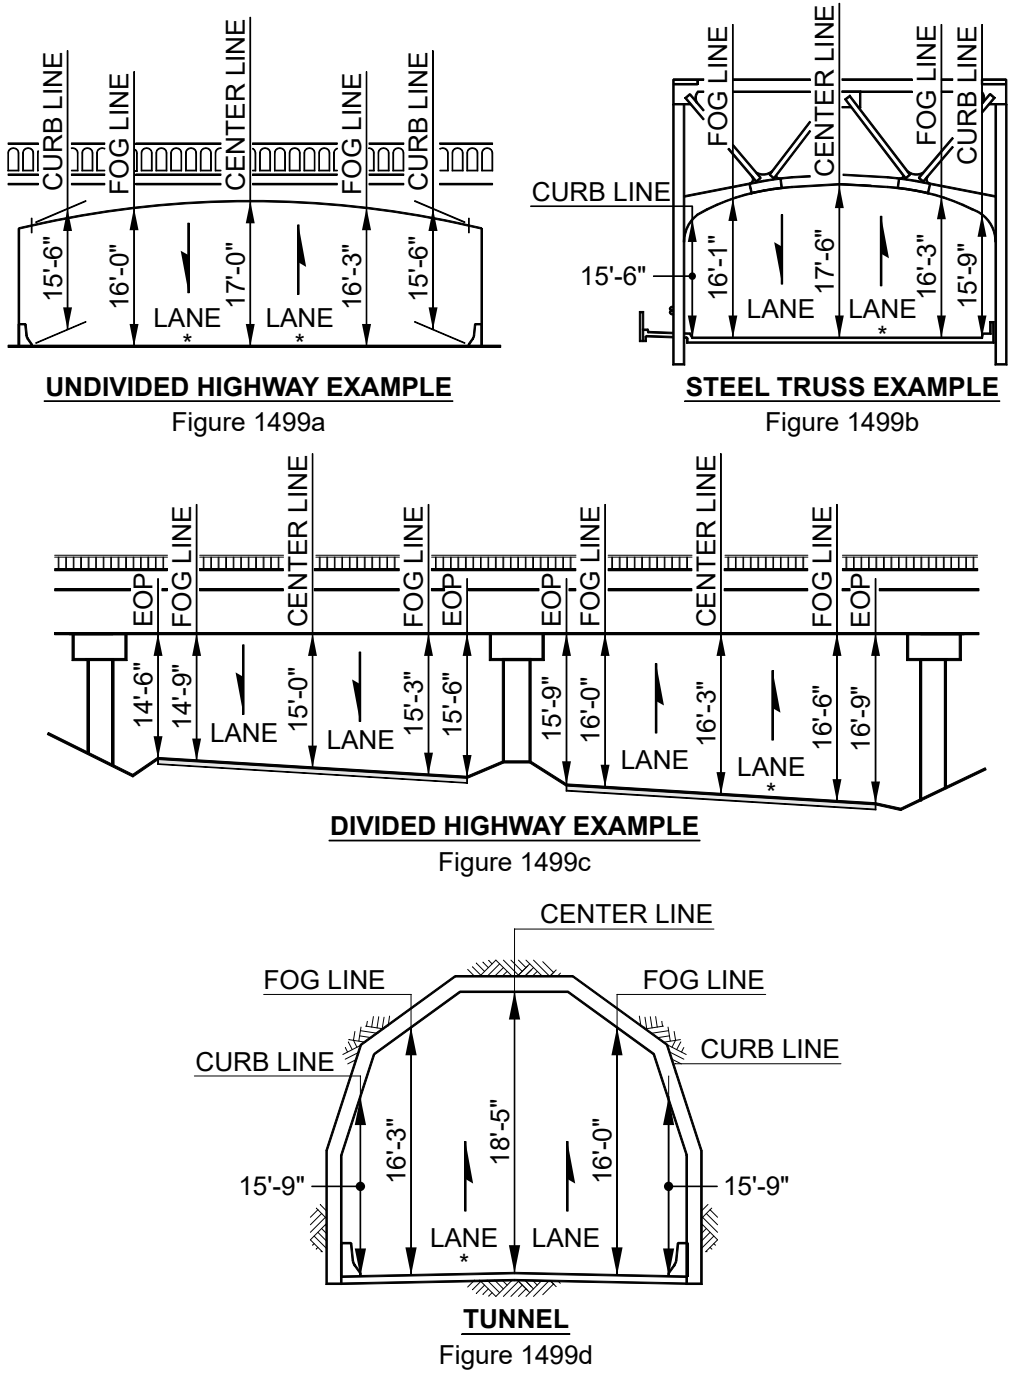 CURB LINE
FOG LINE
CENTER LINE
FOG LINE
CURB LINE
15'-6"
16'-0"
17'-0"
16'-3"
15'-6"
LANE
*
LANE
*
UNDIVIDED HIGHWAY EXAMPLE
Figure 1499a
FOG LINE
CENTER LINE
FOG LINE
CURB LINE
CURB LINE
15'-6"
16'-1"
17'-6"
16'-3"
15'-9"
LANE
LANE
*
STEEL TRUSS EXAMPLE
Figure 1499b
EOP
FOG LINE
CENTER LINE
FOG LINE
EOP
EOP
FOG LINE
CENTER LINE
FOG LINE
EOP
14'-6"
14'-9"
15'-0"
15'-3"
15'-6"
15'-9"
16'-0"
16'-3"
16'-6"
16'-9"
LANE
LANE
LANE
LANE
*
DIVIDED HIGHWAY EXAMPLE
Figure 1499c
CENTER LINE
FOG LINE
FOG LINE
CURB LINE
CURB LINE
15'-9"
16'-3"
18'-5"
16'-0"
15'-9"
LANE
*
LANE
TUNNEL
Figure 1499d